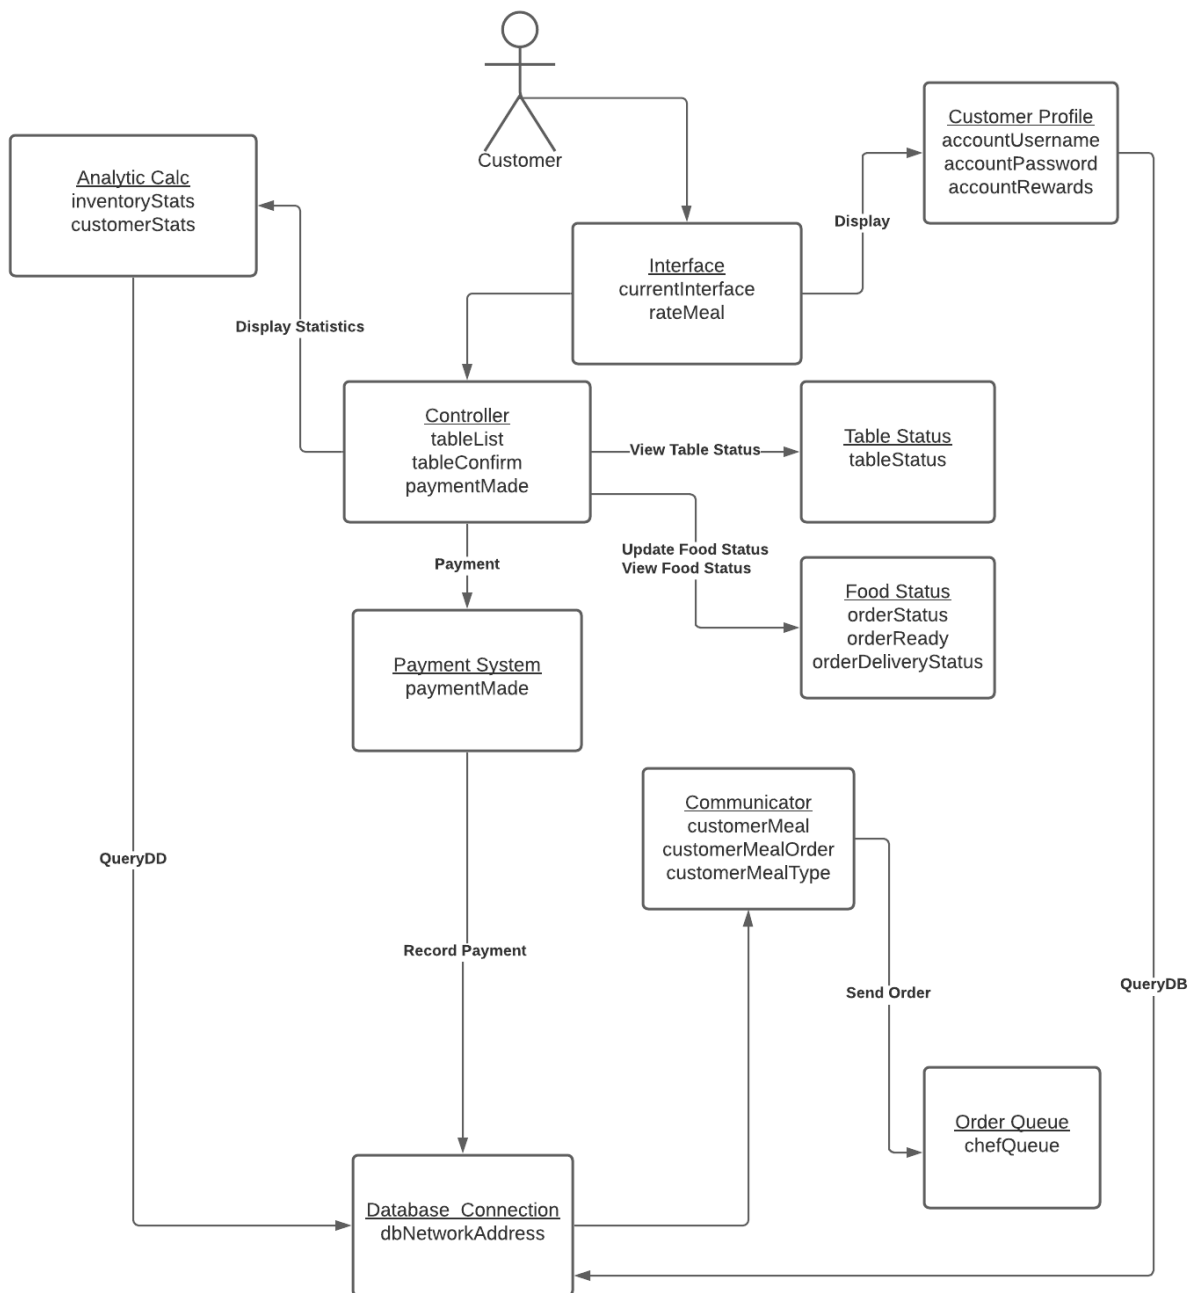 Customer
Customer Profile
accountUsername
accountPassword
accountRewards
Analytic Calc
inventoryStats
customerStats
Display
Interface
currentInterface
rateMeal
Display Statistics
Controller
tableList
tableConfirm
paymentMade
View Table Status
Table Status
tableStatus
Update Food Status
View Food Status
Payment
Food Status
orderStatus
orderReady
orderDeliveryStatus
Payment System
paymentMade
Communicator
customerMeal
customerMealOrder
customerMealType
QueryDD
Record Payment
Send Order
QueryDB
Order Queue
chefQueue
Database  Connection
dbNetworkAddress